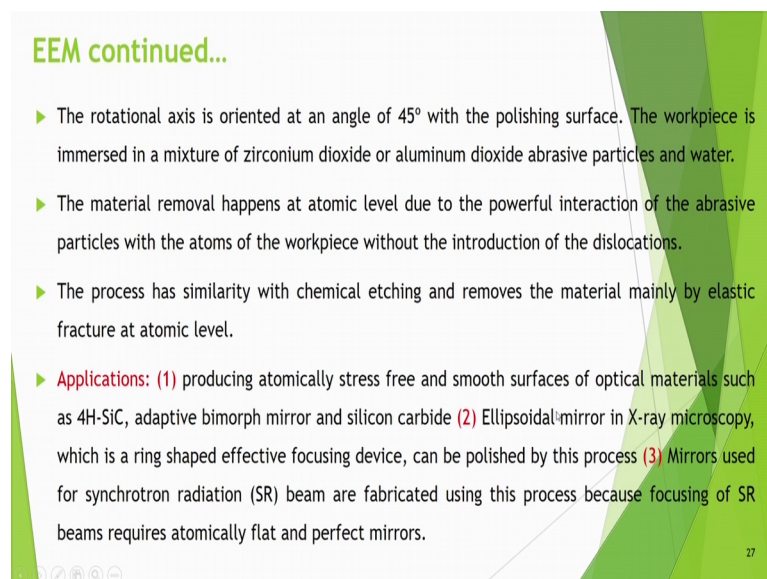 EEM continued...
The rotational axis is oriented at an angle of 45º with the polishing surface. The workpiece is
immersed in a mixture of zirconium dioxide or aluminum dioxide abrasive particles and water.
The material removal happens at atomic level due to the powerful interaction of the abrasive
particles with the atoms of the workpiece without the introduction of the dislocations.
The process has similarity with chemical etching and removes the material mainly by elastic
fracture at atomic level.
Applications: (1) producing atomically stress free and smooth surfaces of optical materials such
as 4H-SiC, adaptive bimorph mirror and silicon carbide (2) Ellipsoidal mirror in X-ray microscopy,
which is a ring shaped effective focusing device, can be polished by this process (3) Mirrors used
for synchrotron radiation (SR) beam are fabricated using this process because focusing of SR
beams requires atomically flat and perfect mirrors.
27